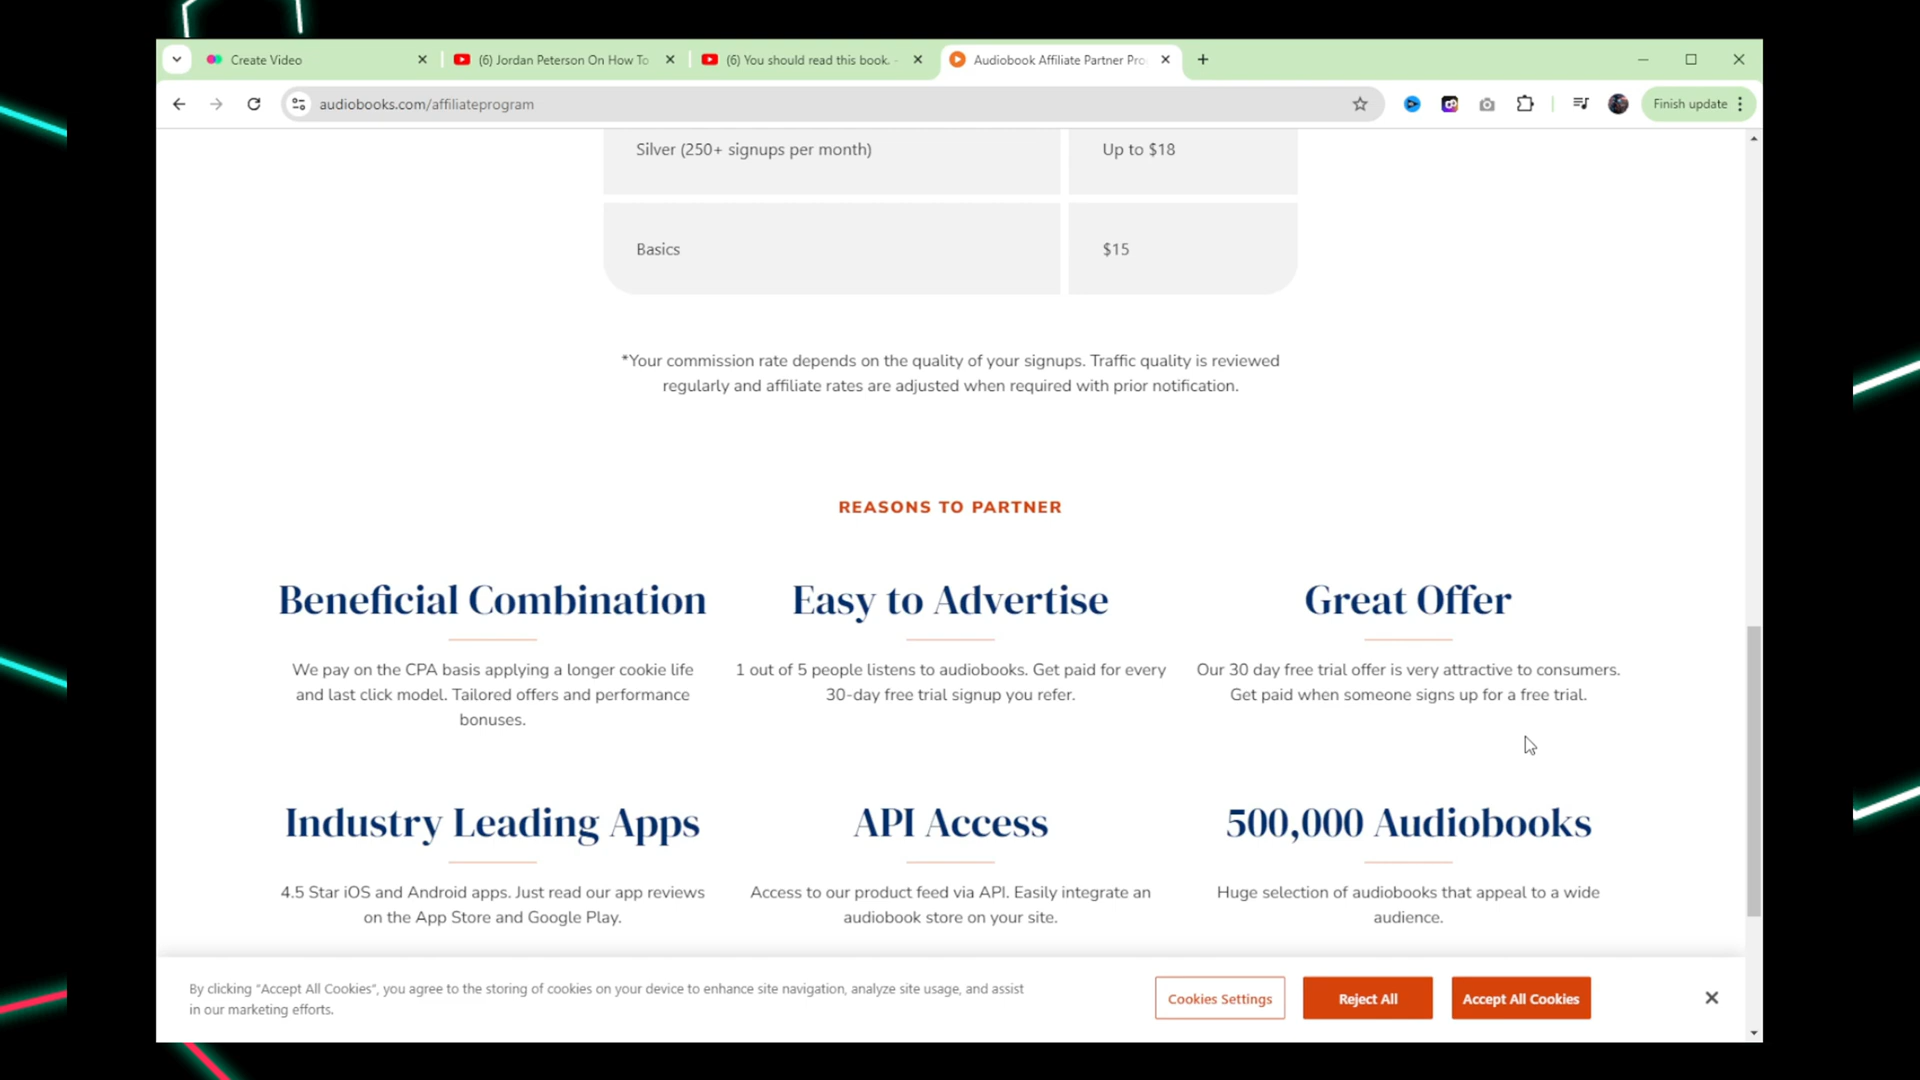 Create Video
(6) Jordan Peterson On How To
(6) You should read this book. -
Audiobook Affiliate Partner Pro
audiobooks.com/affiliateprogram
Finish update
Silver (250+ signups per month)
Up to $18
Basics
$15
*Your commission rate depends on the quality of your signups. Traffic quality is reviewed
regularly and affiliate rates are adjusted when required with prior notification.
REASONS TO PARTNER
Beneficial Combination
We pay on the CPA basis applying a longer cookie life
and last click model. Tailored offers and performance
bonuses.
Easy to Advertise
1 out of 5 people listens to audiobooks. Get paid for every
30-day free trial signup you refer.
Great Offer
Our 30 day free trial offer is very attractive to consumers.
Get paid when someone signs up for a free trial.
Industry Leading Apps
4.5 Star iOS and Android apps. Just read our app reviews
on the App Store and Google Play.
API Access
Access to our product feed via API. Easily integrate an
audiobook store on your site.
500,000 Audiobooks
Huge selection of audiobooks that appeal to a wide
audience.
By clicking "Accept All Cookies", you agree to the storing of cookies on your device to enhance site navigation, analyze site usage, and assist
in our marketing efforts.
Cookies Settings
Reject All
Accept All Cookies